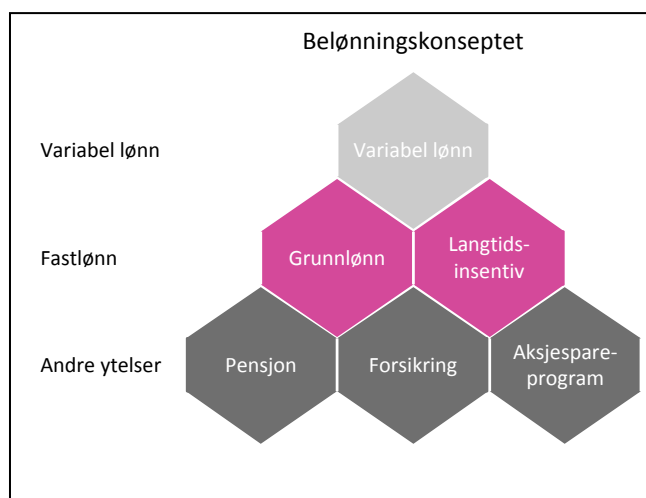 Belønningskonseptet
Variabel lønn
Variabel lønn
Fastlønn
Grunnlønn
Langtids-
insentiv
Andre ytelser
Pensjon
Forsikring
Aksjespare-
program